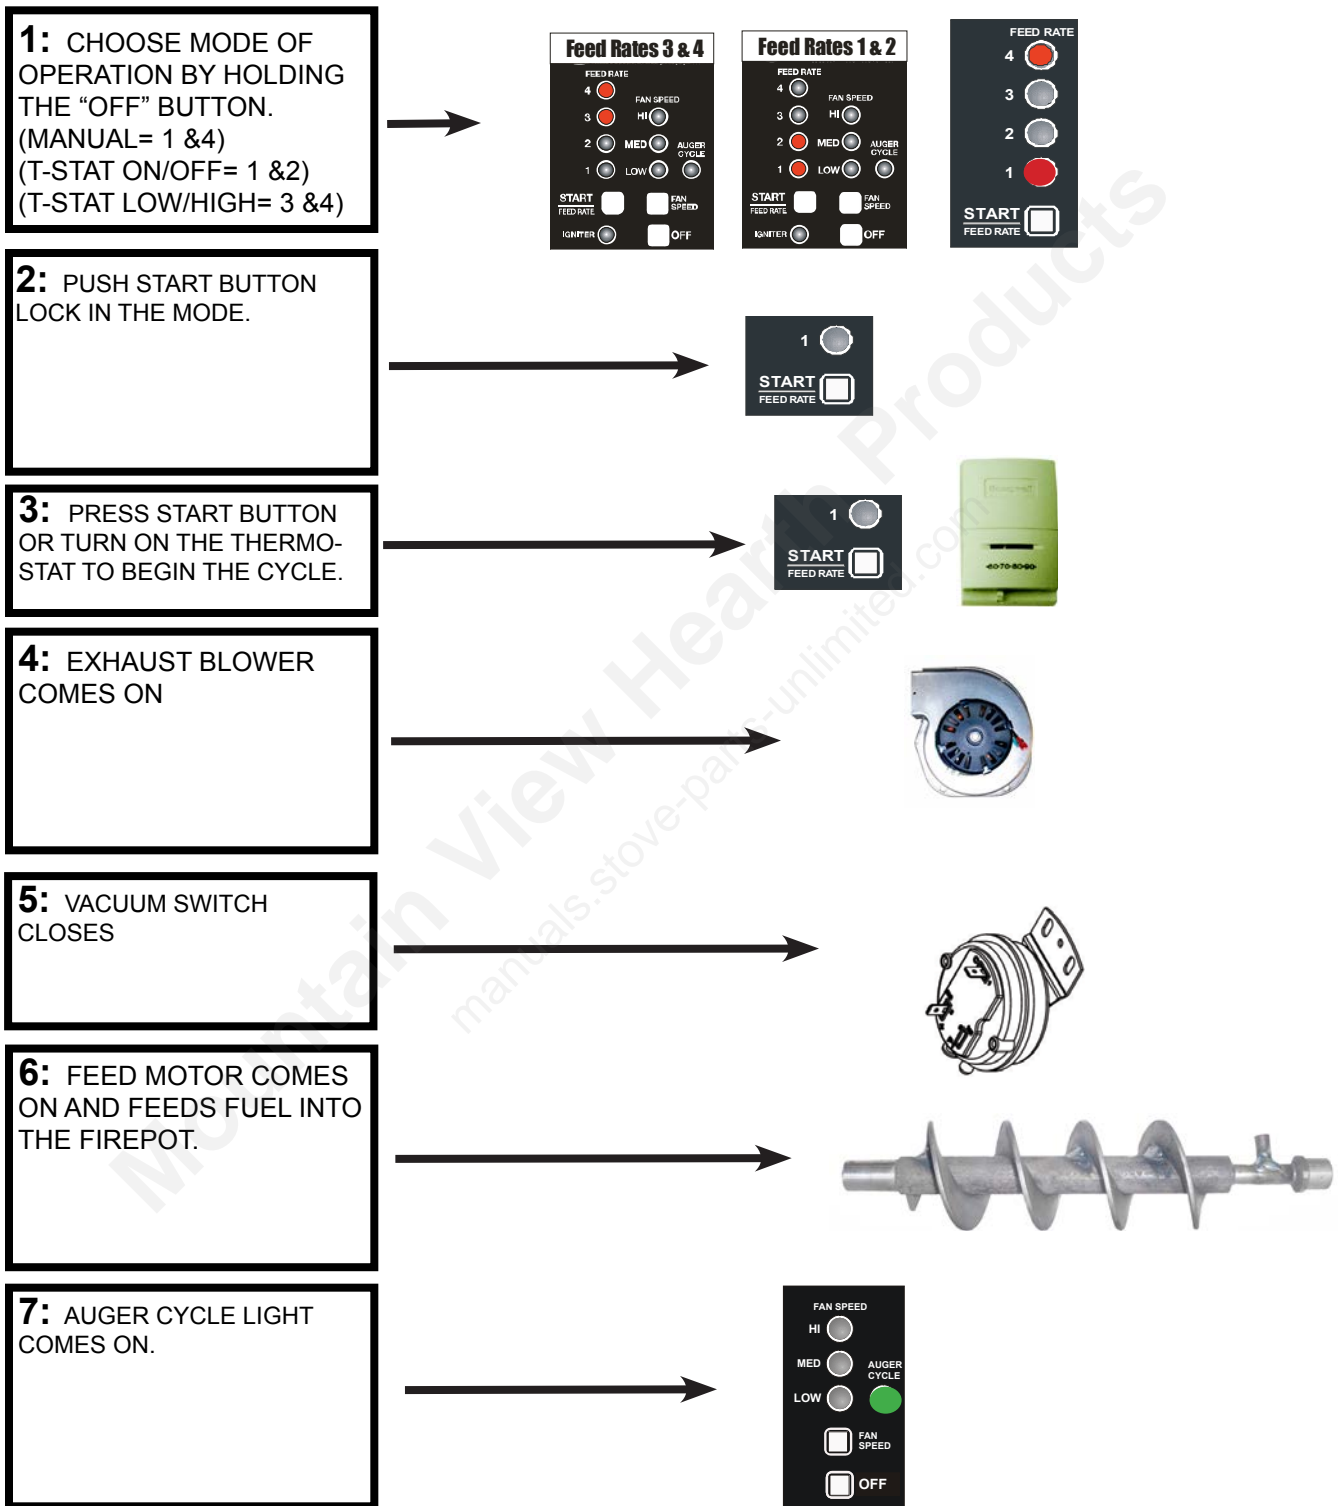 1: CHOOSE MODE OF
OPERATION BY HOLDING
THE “OFF” BUTTON.
(MANUAL= 1 &4)
(T-STAT ON/OFF= 1 &2)
(T-STAT LOW/HIGH= 3 &4)
Feed Rates 3 & 4
FEED RATE
4
FAN SPEED
3 HI
2 MED AUGER
CYCLE
1 LOW
START
FEED RATE
FAN
SPEED
IGNITER OFF
Feed Rates 1 & 2
FEED RATE
4
FAN SPEED
3 HI
2 MED AUGER
CYCLE
1 LOW
START
FEED RATE
FAN
SPEED
IGNITER OFF
FEED RATE
4
3
2
1
START
FEED RATE
2: PUSH START BUTTON
LOCK IN THE MODE.
1
START
FEED RATE
3: PRESS START BUTTON
OR TURN ON THE THERMO-
STAT TO BEGIN THE CYCLE.
1
START
FEED RATE
60·70·80·90
4: EXHAUST BLOWER
COMES ON
5: VACUUM SWITCH
CLOSES
6: FEED MOTOR COMES
ON AND FEEDS FUEL INTO
THE FIREPOT.
7: AUGER CYCLE LIGHT
COMES ON.
FAN SPEED
HI
MED AUGER
CYCLE
LOW
FAN
SPEED
OFF
Mountain View Hearth Products
manuals.stove-parts-unlimited.com